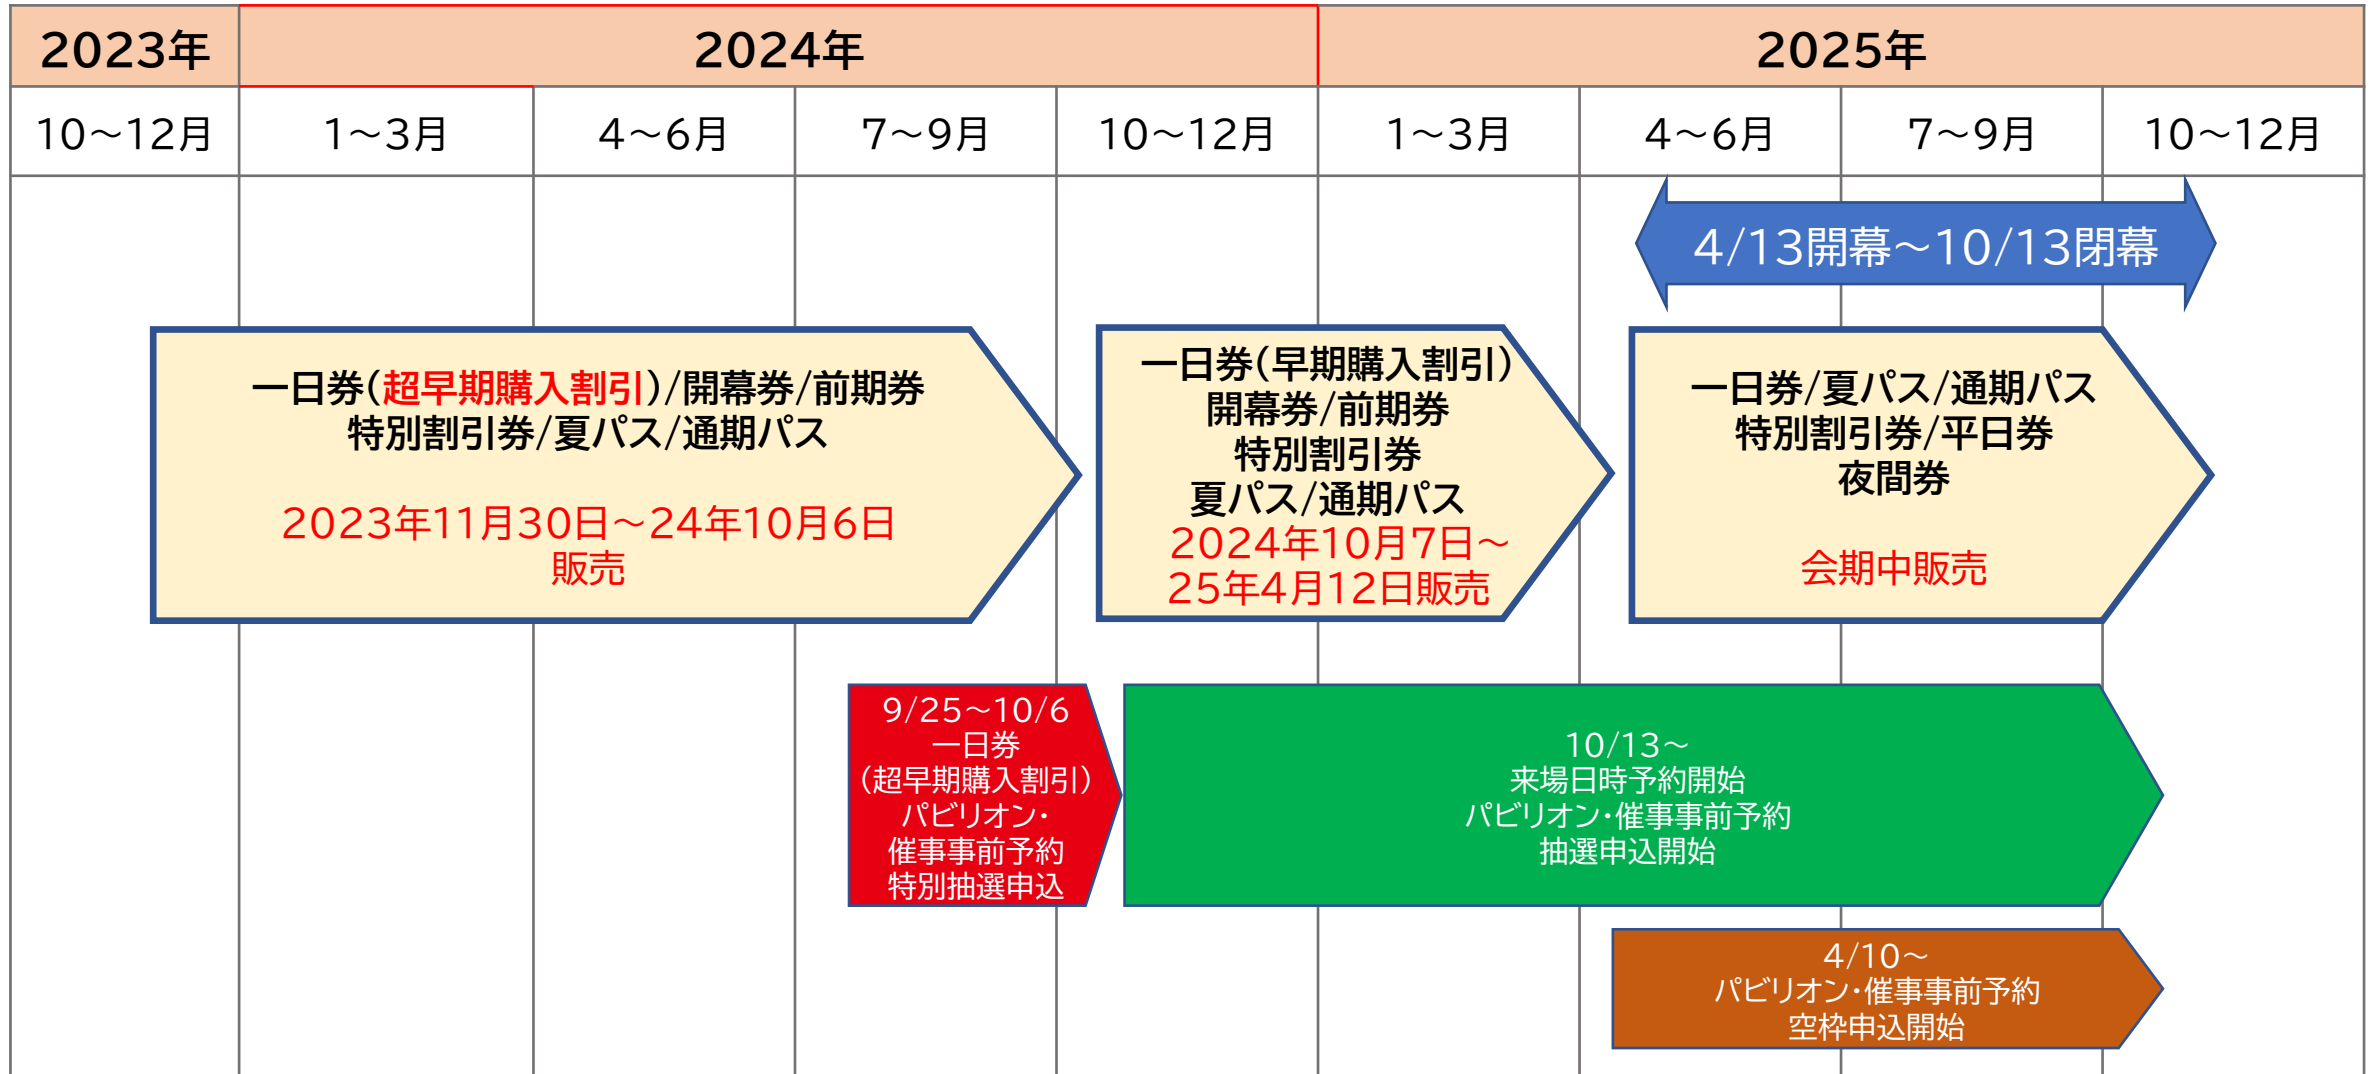 2023年
2024年
2025年
10～12月
1～3月
4～6月
7～9月
10～12月
1～3月
4～6月
7～9月
10～12月
4/13開幕～10/13閉幕
一日券(超早期購入割引)/開幕券/前期券
特別割引券/夏パス/通期パス
2023年11月30日～24年10月6日
販売
一日券(早期購入割引)
開幕券/前期券
特別割引券
夏パス/通期パス
2024年10月7日～
25年4月12日販売
一日券/夏パス/通期パス
特別割引券/平日券
夜間券
会期中販売
9/25～10/6
一日券
(超早期購入割引)
パビリオン・
催事事前予約
特別抽選申込
10/13～
来場日時予約開始
パビリオン・催事事前予約
抽選申込開始
4/10～
パビリオン・催事事前予約
空枠申込開始